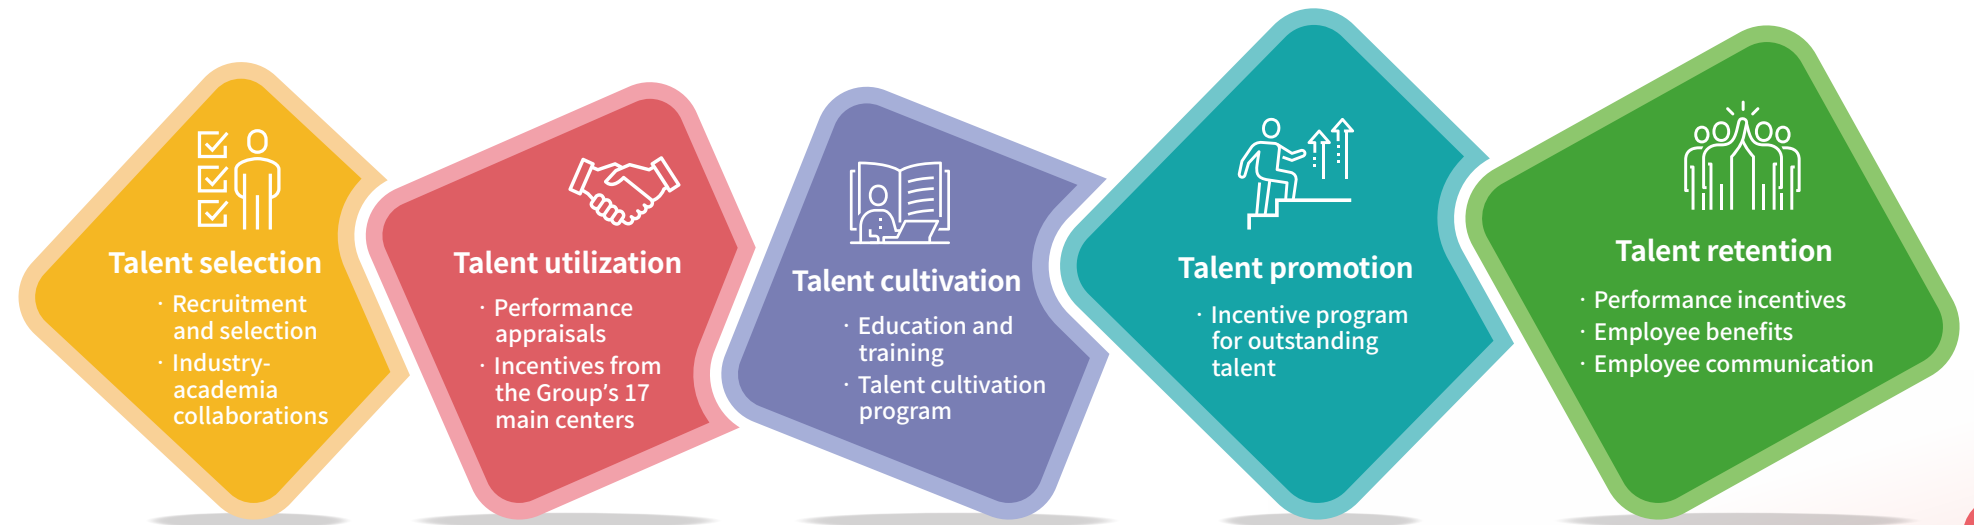 Talent selection
· Recruitment
and selection
· Industry-
academia
collaborations
Talent utilization
· Performance
appraisals
· Incentives from
the Group’s 17
main centers
Talent cultivation
· Education and
training
· Talent cultivation
program
Talent promotion
· Incentive program
for outstanding
talent
Talent retention
· Performance incentives
· Employee benefits
· Employee communication